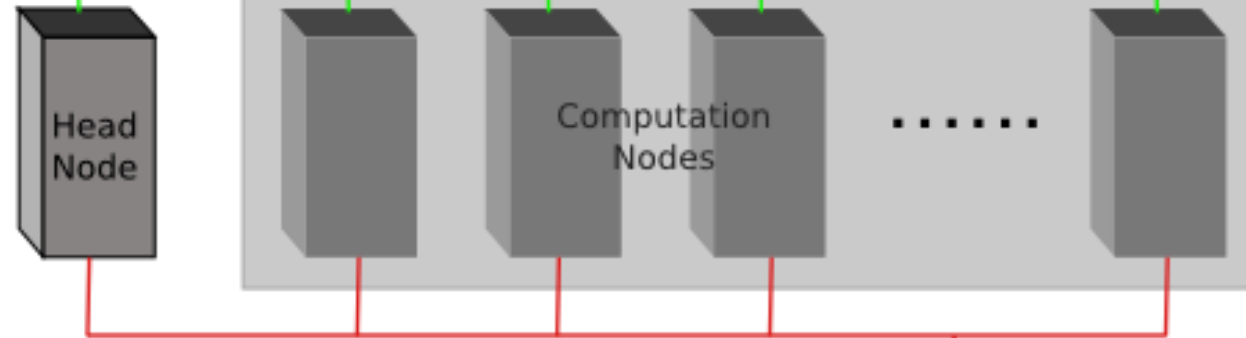 Head
Node
Computation
Nodes
......